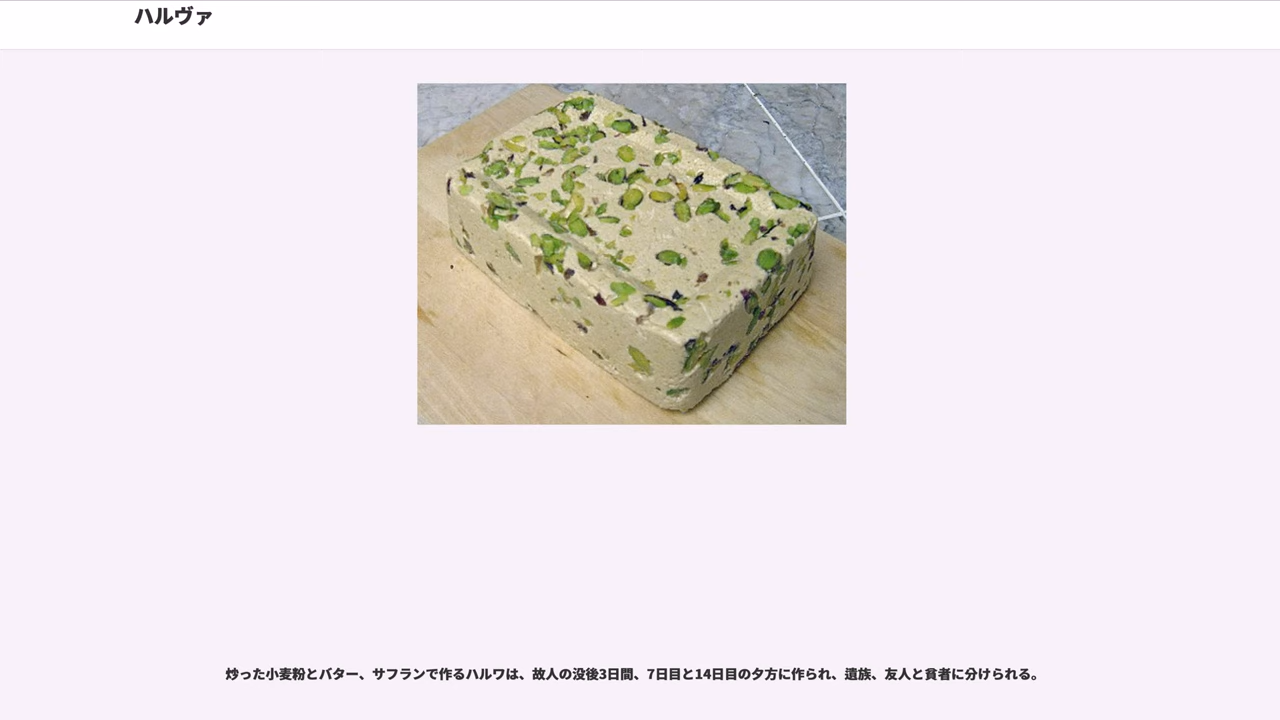 ハルヴァ
炒った小麦粉とバター、サフランで作るハルワは、故人の没後3日間、7日目と14日目の夕方に作られ、遺族、友人と貧者に分けられる。